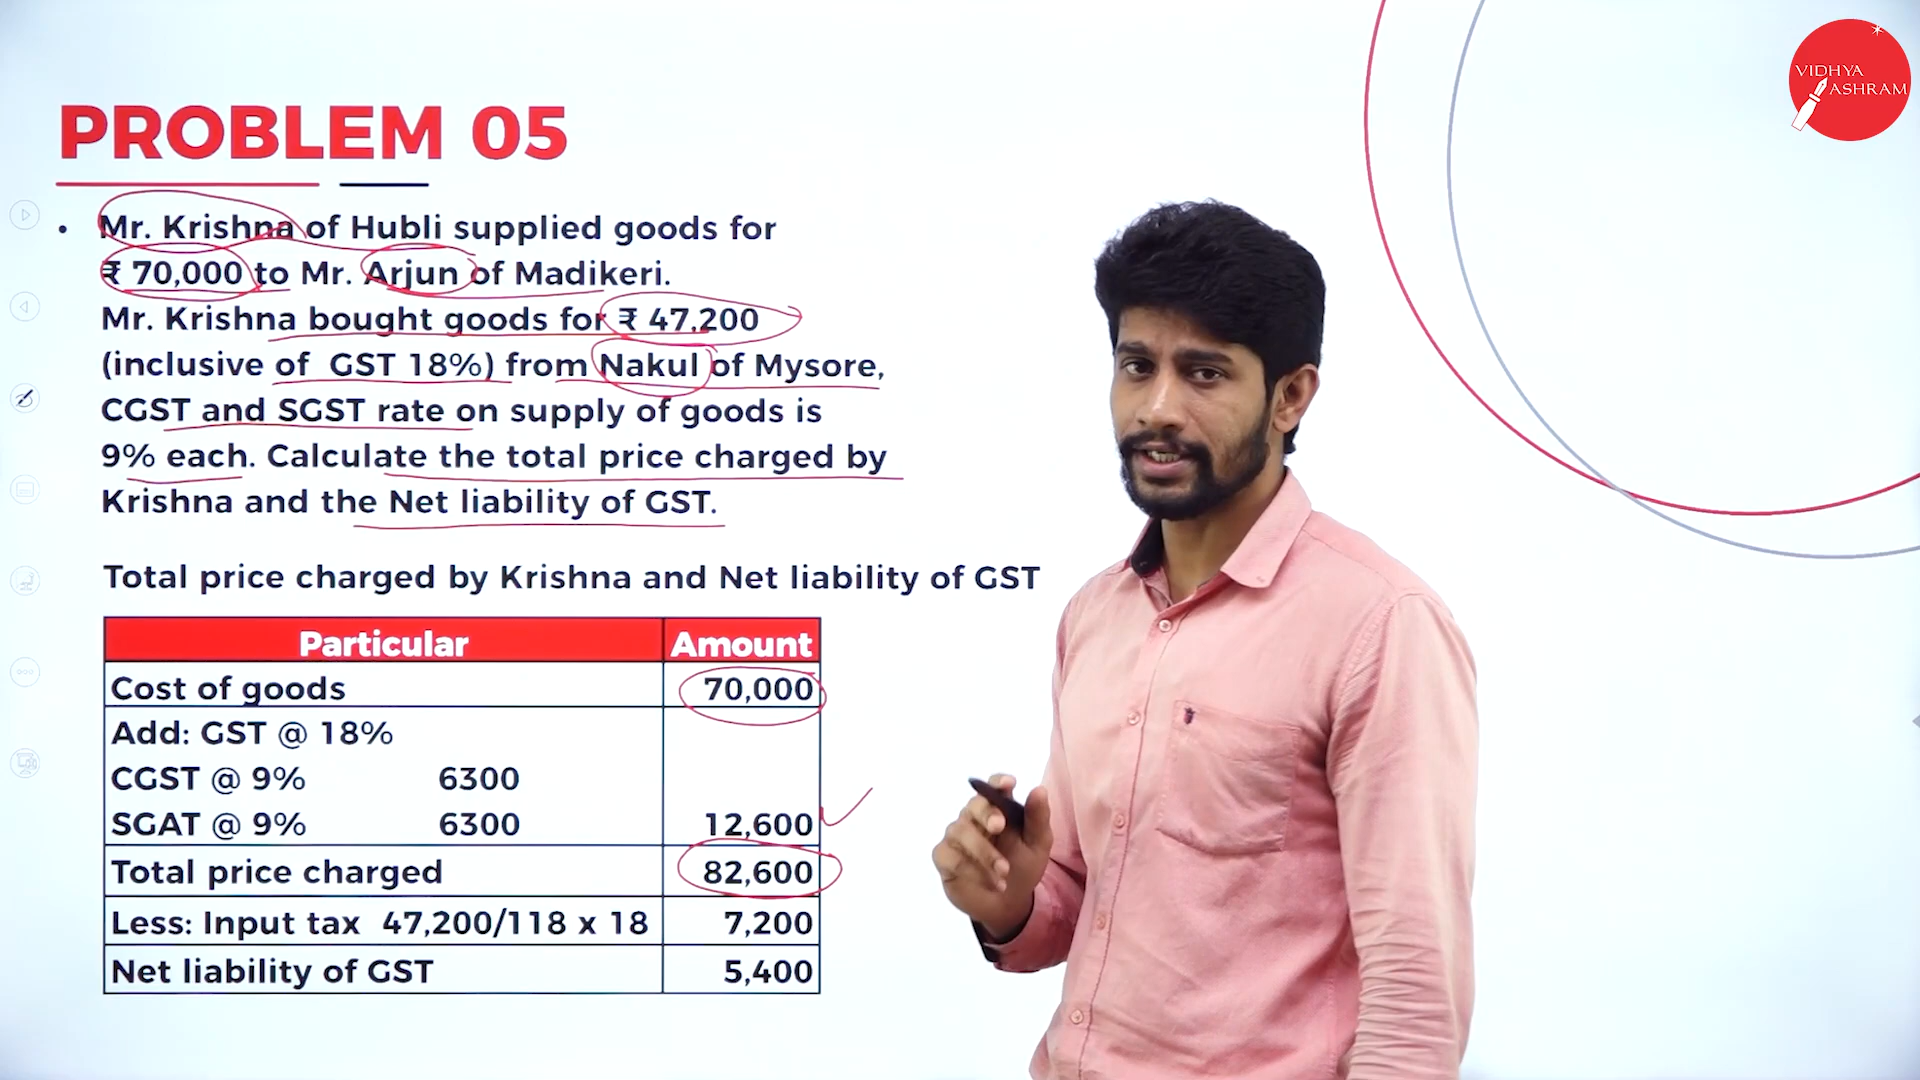 VIDHYA
ASHRAM
PROBLEM 05
• Mr. Krishna of Hubli supplied goods for
₹ 70,000 to Mr. Arjun of Madikeri.
Mr. Krishna bought goods for ₹ 47,200
(inclusive of GST 18%) from Nakul of Mysore,
CGST and SGST rate on supply of goods is
9% each. Calculate the total price charged by
Krishna and the Net liability of GST.
Total price charged by Krishna and Net liability of GST
Particular Amount
Cost of goods 70,000
Add: GST @ 18%
CGST @ 9% 6300
SGAT @ 9% 6300 12,600
Total price charged 82,600
Less: Input tax 47,200/118 x 18 7,200
Net liability of GST 5,400